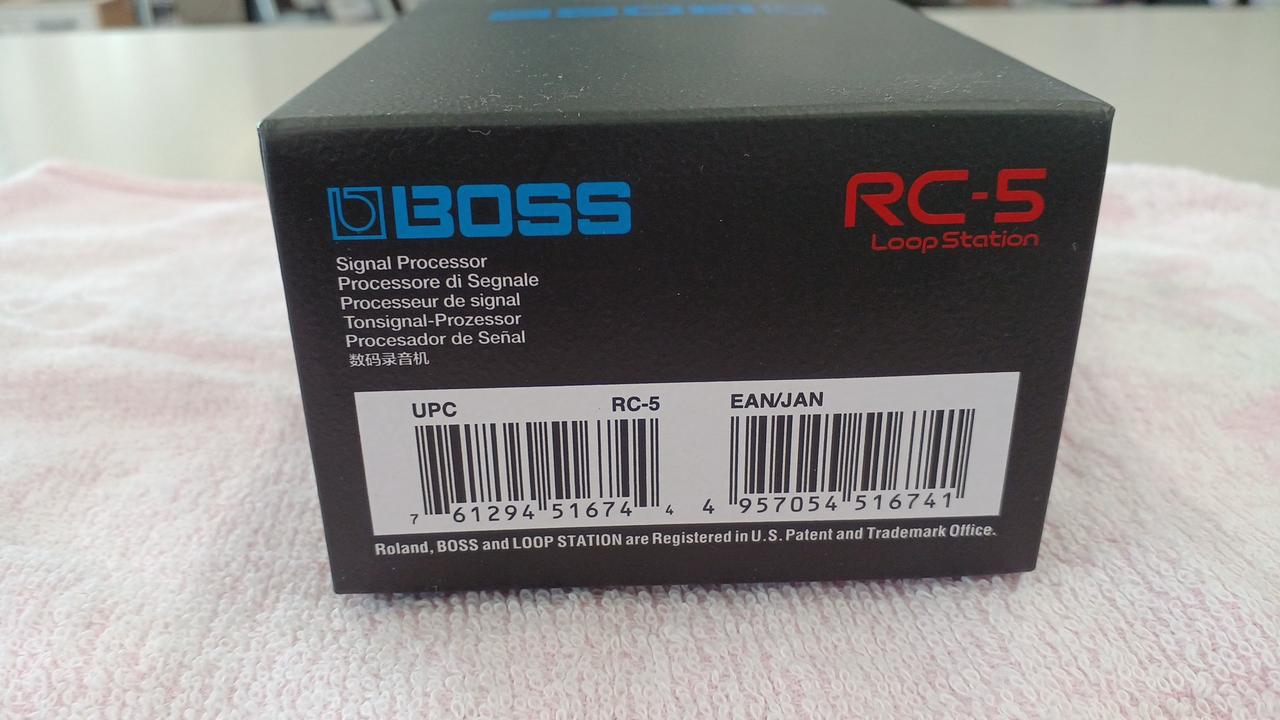 BOSS
RC-5
Loop Station
Signal Processor
Processore di Segnale
Processeur de signal
Tonsignal-Prozessor
Procesador de Señal
数码录音机
UPC RC-5
7 61294 51674 4
EAN/JAN
4 957054 516741
Roland, BOSS and LOOP STATION are Registered in U.S. Patent and Trademark Office.